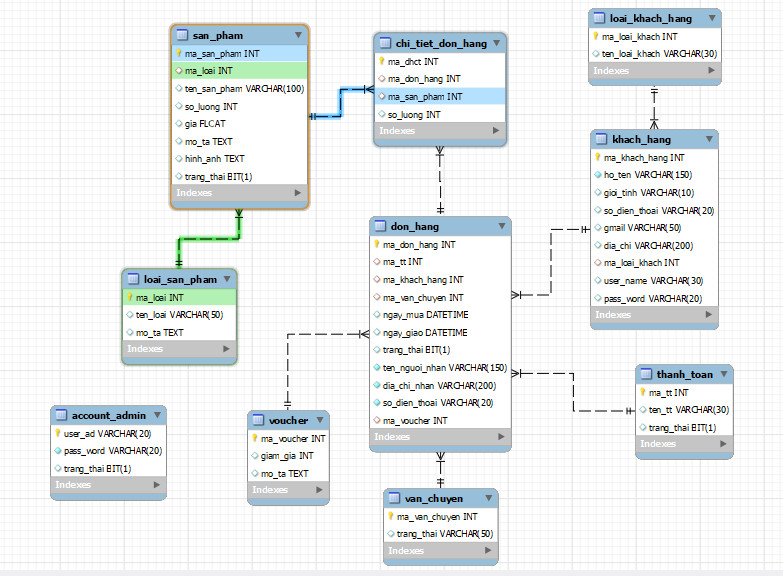 san_pham
ma_san_pham INT
ma_loai INT
ten_san_pham VARCHAR(100)
so_luong INT
gia FLCAT
mo_ta TEXT
hinh_anh TEXT
trang_thai BIT(1)
Indexes
chi_tiet_don_hang
ma_dhct INT
ma_don_hang INT
ma_san_pham INT
so_luong INT
Indexes
loai_khach_hang
ma_loai_khach INT
ten_loai_khach VARCHAR(30)
Indexes
khach_hang
ma_khach_hang INT
ho_ten VARCHAR(150)
gioi_tinh VARCHAR(10)
so_dien_thoai VARCHAR(20)
gmail VARCHAR(50)
dia_chi VARCHAR(200)
ma_loai_khach INT
user_name VARCHAR(30)
pass_word VARCHAR(20)
Indexes
don_hang
ma_don_hang INT
ma_tt INT
ma_khach_hang INT
ma_van_chuyen INT
ngay_mua DATETIME
ngay_giao DATETIME
trang_thai BIT(1)
ten_nguoi_nhan VARCHAR(150)
dia_chi_nhan VARCHAR(200)
so_dien_thoai VARCHAR(20)
ma_voucher INT
Indexes
loai_san_pham
ma_loai INT
ten_loai VARCHAR(50)
mo_ta TEXT
Indexes
thanh_toan
ma_tt INT
ten_tt VARCHAR(30)
trang_thai BIT(1)
Indexes
account_admin
user_ad VARCHAR(20)
pass_word VARCHAR(20)
trang_thai BIT(1)
Indexes
voucher
ma_voucher INT
giam_gia INT
mo_ta TEXT
Indexes
van_chuyen
ma_van_chuyen INT
trang_thai VARCHAR(50)
Indexes